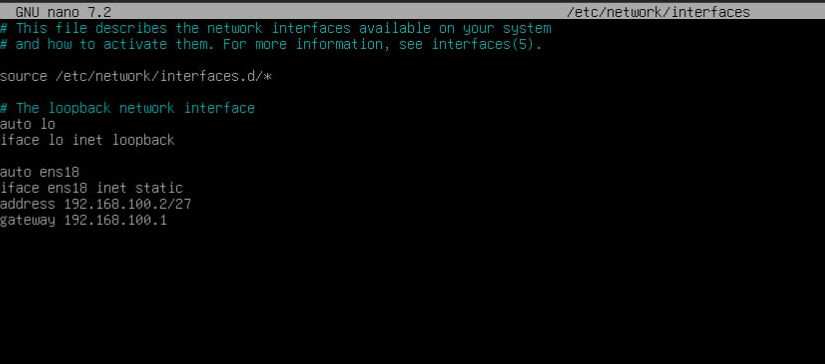 GNU nano 7.2 /etc/network/interfaces
# This file describes the network interfaces available on your system
# and how to activate them. For more information, see interfaces(5).
source /etc/network/interfaces.d/*
# The loopback network interface
auto lo
iface lo inet loopback
auto ens18
iface ens18 inet static
address 192.168.100.2/27
gateway 192.168.100.1